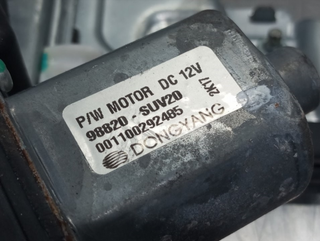 P/W MOTOR DC 12V
98820 - SUV20
001100292485
DONGYANG
2K17